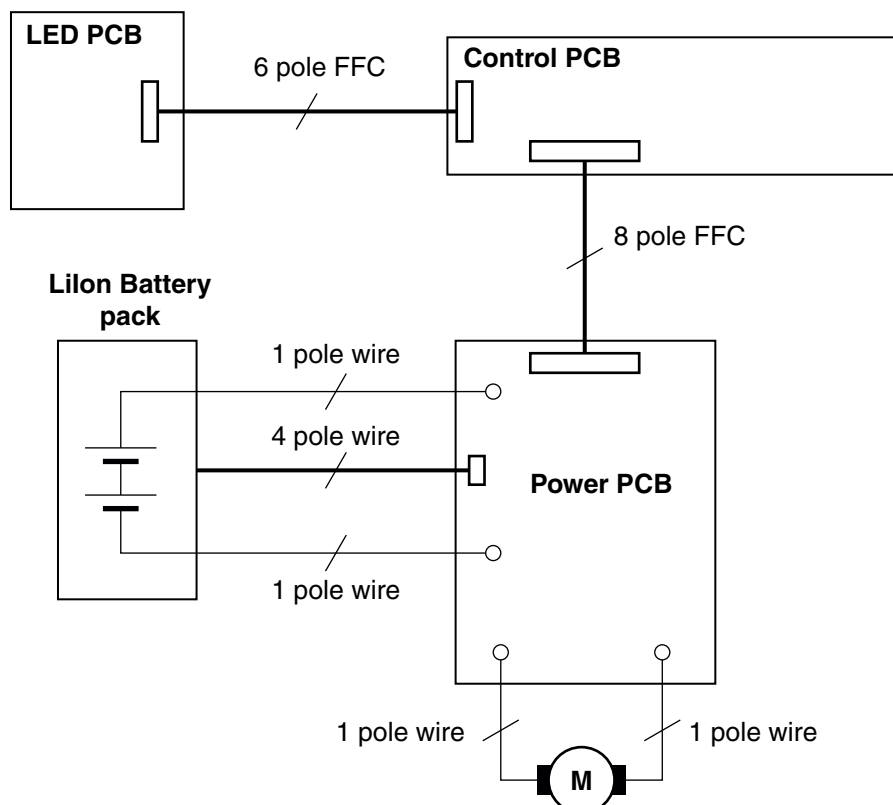 LED PCB
6 pole FFC
Control PCB
8 pole FFC
LiIon Battery
pack
1 pole wire
4 pole wire
Power PCB
1 pole wire
1 pole wire
1 pole wire
M